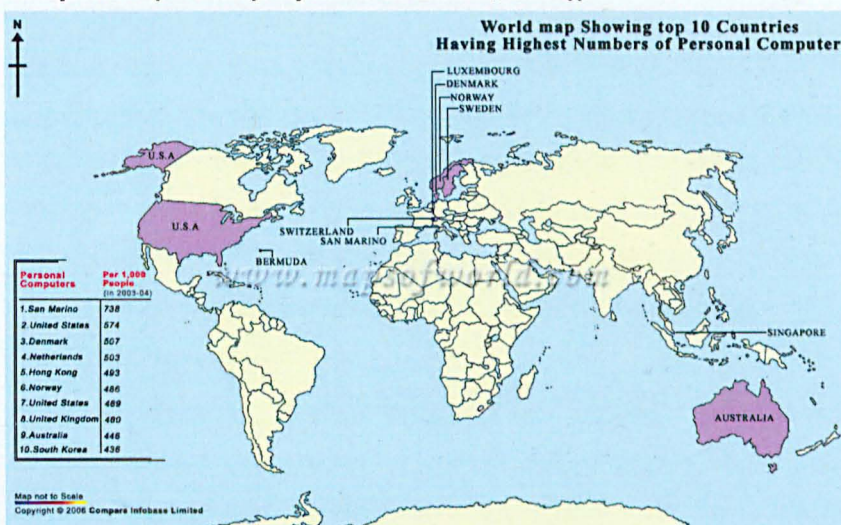 N
World map Showing top 10 Countries
Having Highest Numbers of Personal Computer
LUXEMBOURG
DENMARK
NORWAY
SWEDEN
U.S.A
U.S.A
SWITZERLAND
SAN MARINO
BERMUDA
www.mapsofworld.com
SINGAPORE
AUSTRALIA
Personal Computers Per 1,000 People
(in 2003-04)
1.San Marino 738
2.United States 574
3.Denmark 507
4.Netherlands 503
5.Hong Kong 493
6.Norway 486
7.United States 489
8.United Kingdom 480
9.Australia 446
10.South Korea 436
Map not to Scale
Copyright © 2006 Compare Infobase Limited